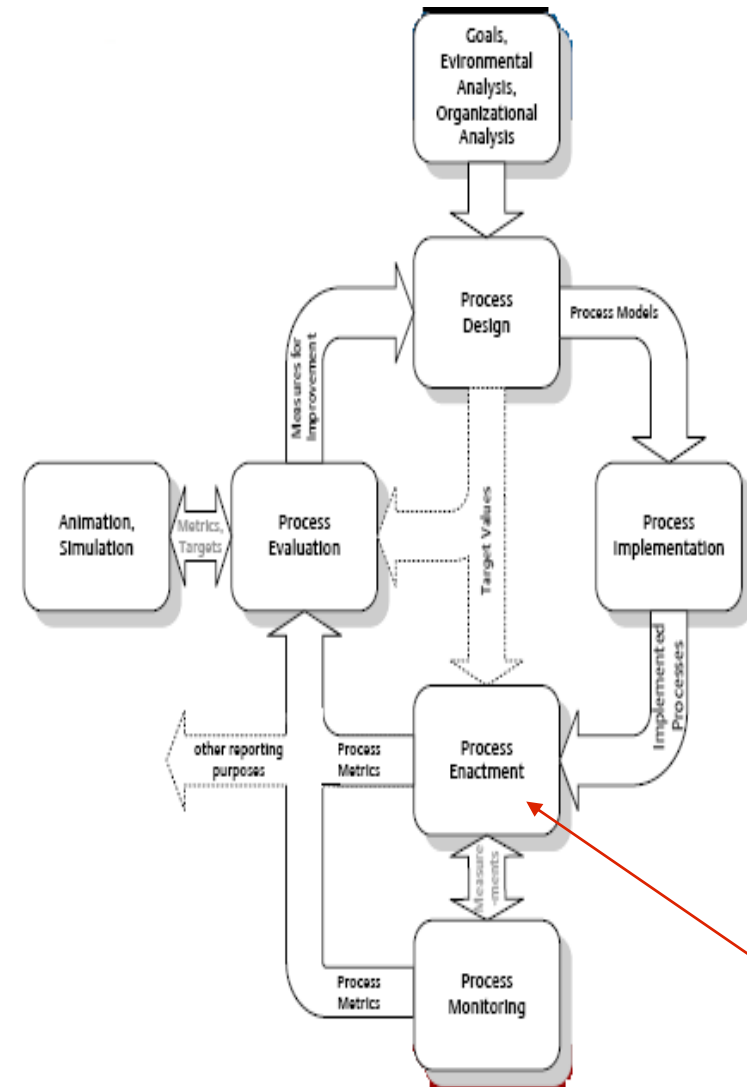 Goals,
Evironmental
Analysis,
Organizational
Analysis
Process
Design
Process Models
Measures for
Improvement
Animation,
Simulation
Metrics,
Targets
Process
Evaluation
Target Values
Process
Implementation
Implemented
Processes
other reporting
purposes
Process
Metrics
Process
Enactment
Measure
-ments
Process
Metrics
Process
Monitoring